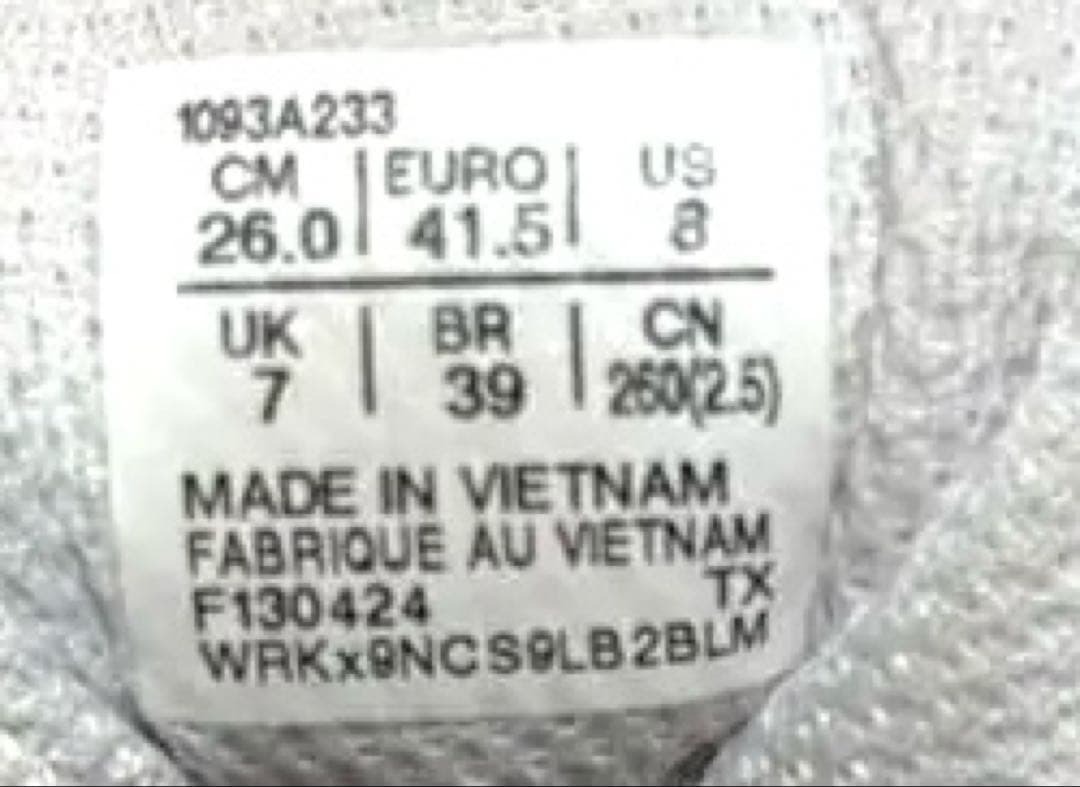 1093A233
CM | EURO | US
26.0 | 41.5 | 8
UK | BR | CN
7 | 39 | 260(2.5)
MADE IN VIETNAM
FABRIQUE AU VIETNAM
F130424 TX
WRKx9NCS9LB2BLM